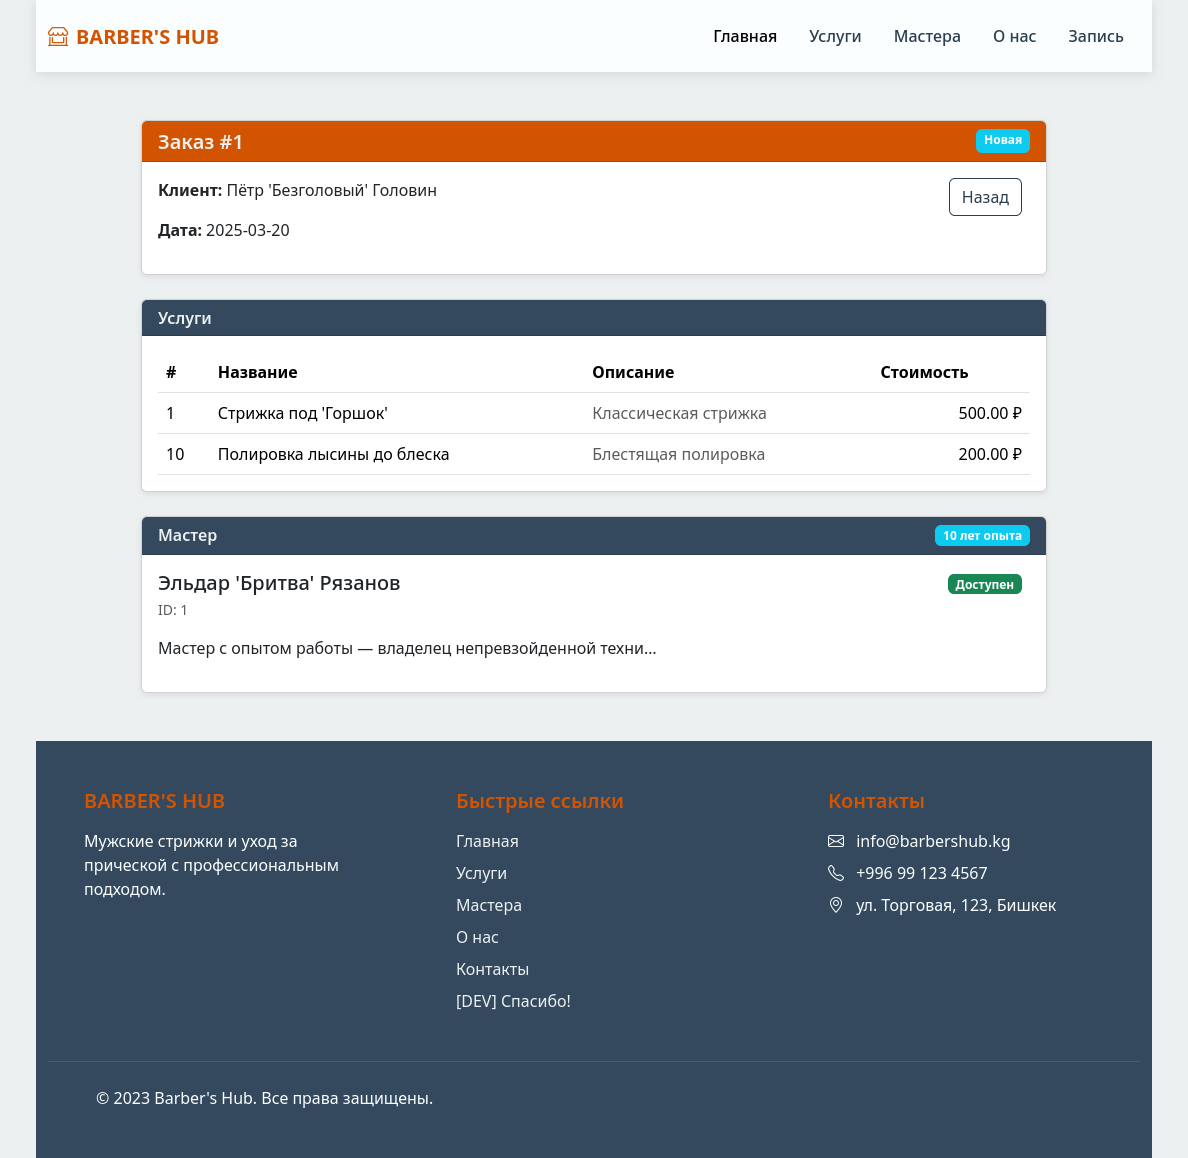 BARBER'S HUB
Главная Услуги Мастера О нас Запись
Заказ #1 Новая
Клиент: Пётр 'Безголовый' Головин Назад
Дата: 2025-03-20
Услуги
# Название Описание Стоимость
1 Стрижка под 'Горшок' Классическая стрижка 500.00 ₽
10 Полировка лысины до блеска Блестящая полировка 200.00 ₽
Мастер 10 лет опыта
Эльдар 'Бритва' Рязанов Доступен
ID: 1
Мастер с опытом работы — владелец непревзойденной техни...
BARBER'S HUB
Мужские стрижки и уход за
прической с профессиональным
подходом.
Быстрые ссылки
Главная
Услуги
Мастера
О нас
Контакты
[DEV] Спасибо!
Контакты
info@barbershub.kg
+996 99 123 4567
ул. Торговая, 123, Бишкек
© 2023 Barber's Hub. Все права защищены.